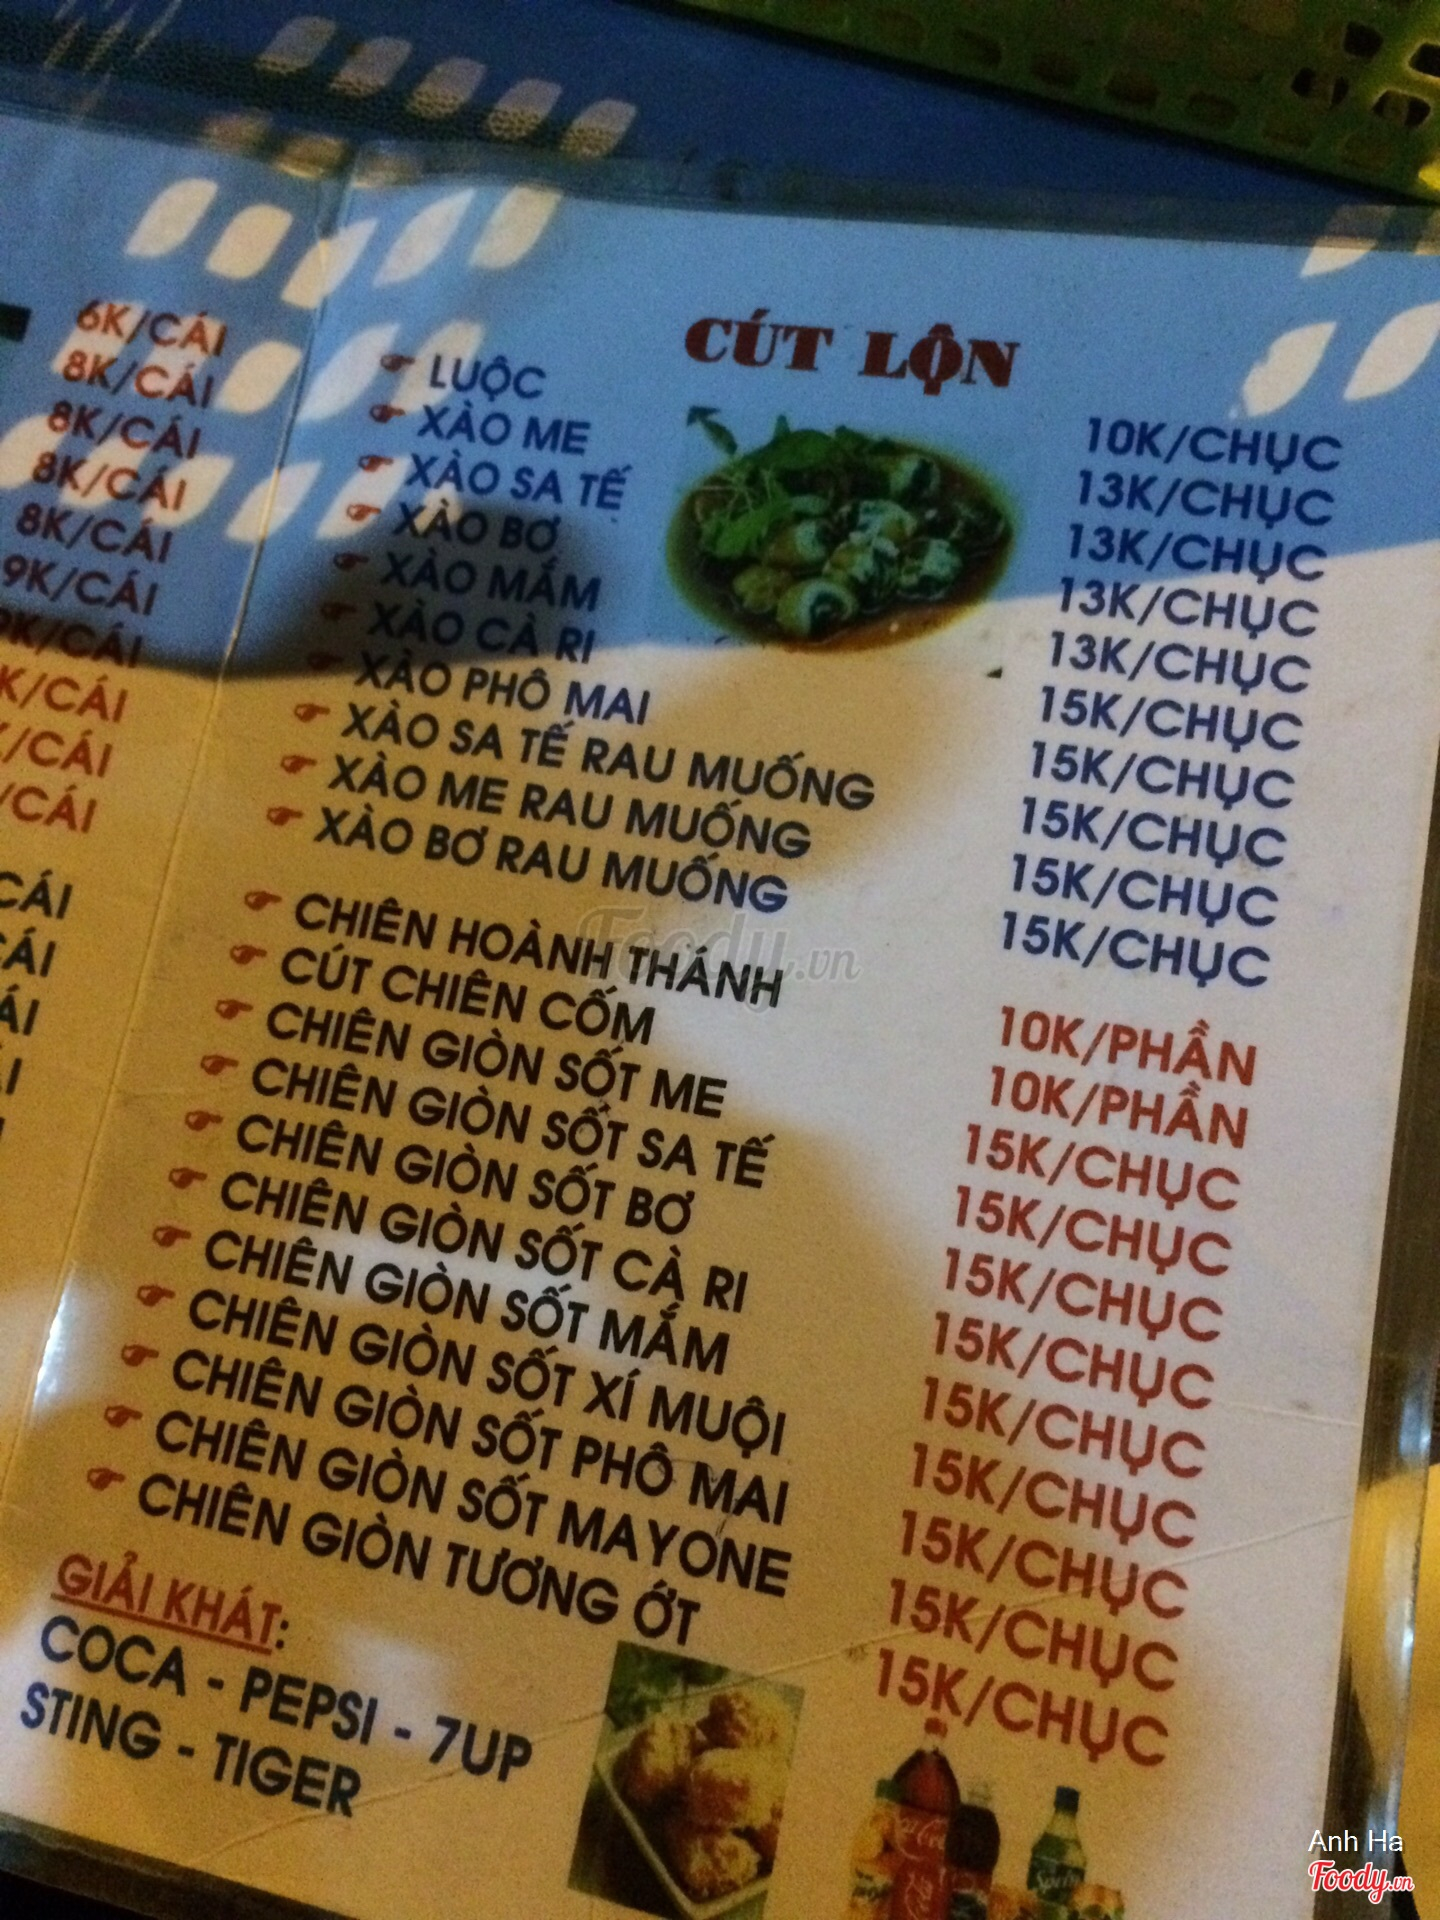 6K/CÁI
8K/CÁI
8K/CÁI
8K/CÁI
8K/CÁI
9K/CÁI
K/CÁI
K/CÁI
/CÁI
/CÁI
CÁI
CÁI
CÚT LỘN
LUỘC 10K/CHỤC
XÀO ME 13K/CHỤC
XÀO SA TẾ 13K/CHỤC
XÀO BƠ 13K/CHỤC
XÀO MẮM 13K/CHỤC
XÀO CÀ RI 15K/CHỤC
XÀO PHÔ MAI 15K/CHỤC
XÀO SA TẾ RAU MUỐNG 15K/CHỤC
XÀO ME RAU MUỐNG 15K/CHỤC
XÀO BƠ RAU MUỐNG 15K/CHỤC
CHIÊN HOÀNH THÁNH 10K/PHẦN
CÚT CHIÊN CỐM 10K/PHẦN
CHIÊN GIÒN SỐT ME 15K/CHỤC
CHIÊN GIÒN SỐT SA TẾ 15K/CHỤC
CHIÊN GIÒN SỐT BƠ 15K/CHỤC
CHIÊN GIÒN SỐT CÀ RI 15K/CHỤC
CHIÊN GIÒN SỐT MẮM 15K/CHỤC
CHIÊN GIÒN SỐT XÍ MUỘI 15K/CHỤC
CHIÊN GIÒN SỐT PHÔ MAI 15K/CHỤC
CHIÊN GIÒN SỐT MAYONE 15K/CHỤC
CHIÊN GIÒN TƯƠNG ỚT 15K/CHỤC
GIẢI KHÁT:
COCA - PEPSI - 7UP
STING - TIGER
Foody.vn
Anh Ha
Foody.vn